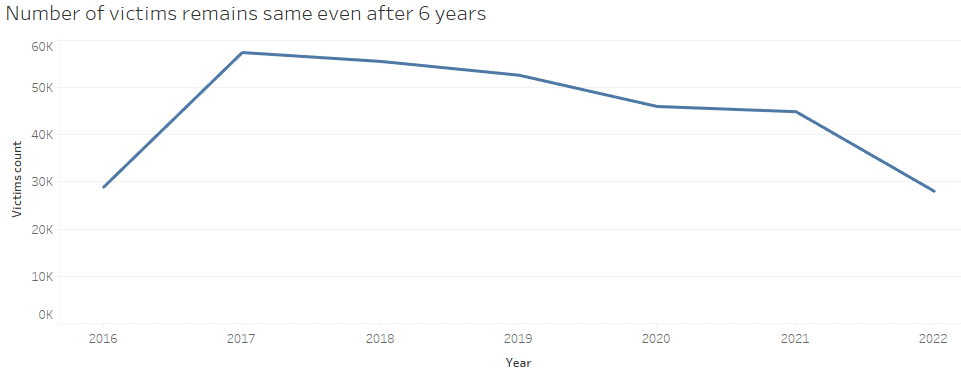 Number of victims remains same even after 6 years
60K
50K
40K
30K
20K
10K
0K
Victims count
2016 2017 2018 2019 2020 2021 2022
Year